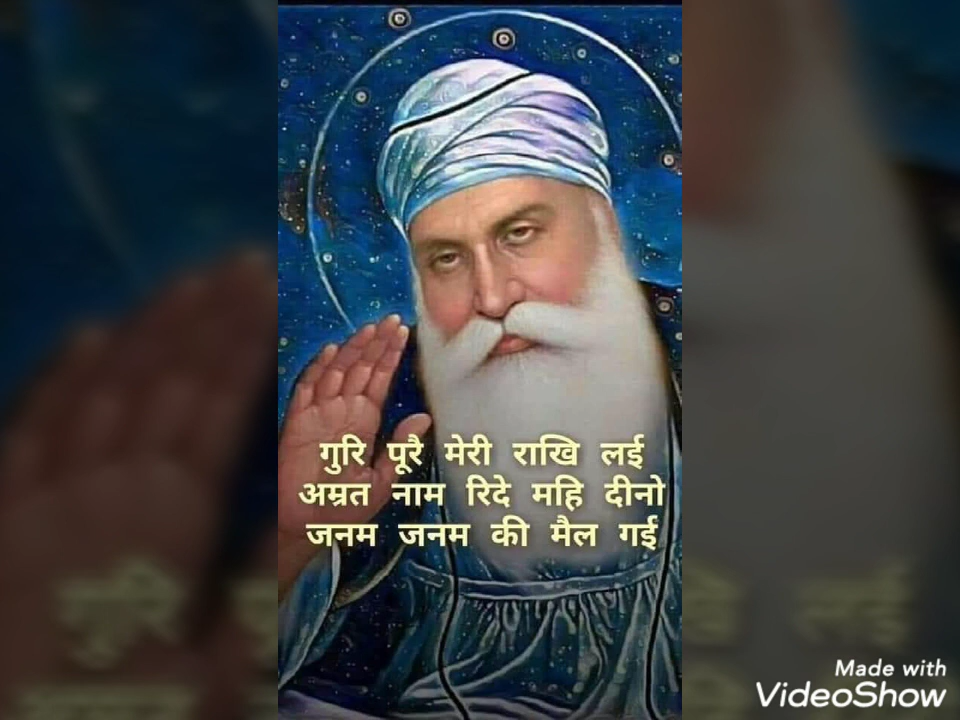 गुरि पूरै मेरी राखि लई
अम्रत नाम रिदे महि दीनो
जनम जनम की मैल गई
Made with
VideoShow